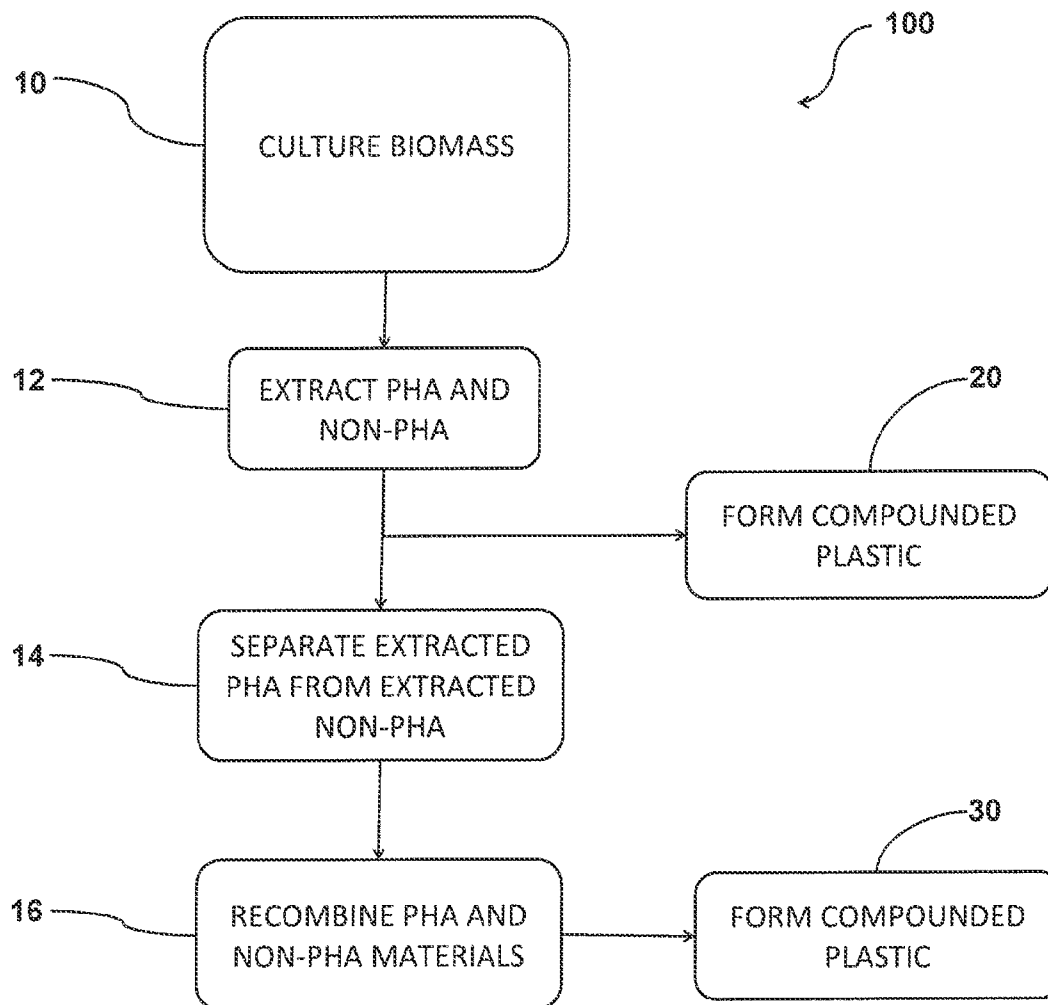 100
10
CULTURE BIOMASS
12
EXTRACT PHA AND
NON-PHA
20
FORM COMPOUNDED
PLASTIC
14
SEPARATE EXTRACTED
PHA FROM EXTRACTED
NON-PHA
30
16
RECOMBINE PHA AND
NON-PHA MATERIALS
FORM COMPOUNDED
PLASTIC